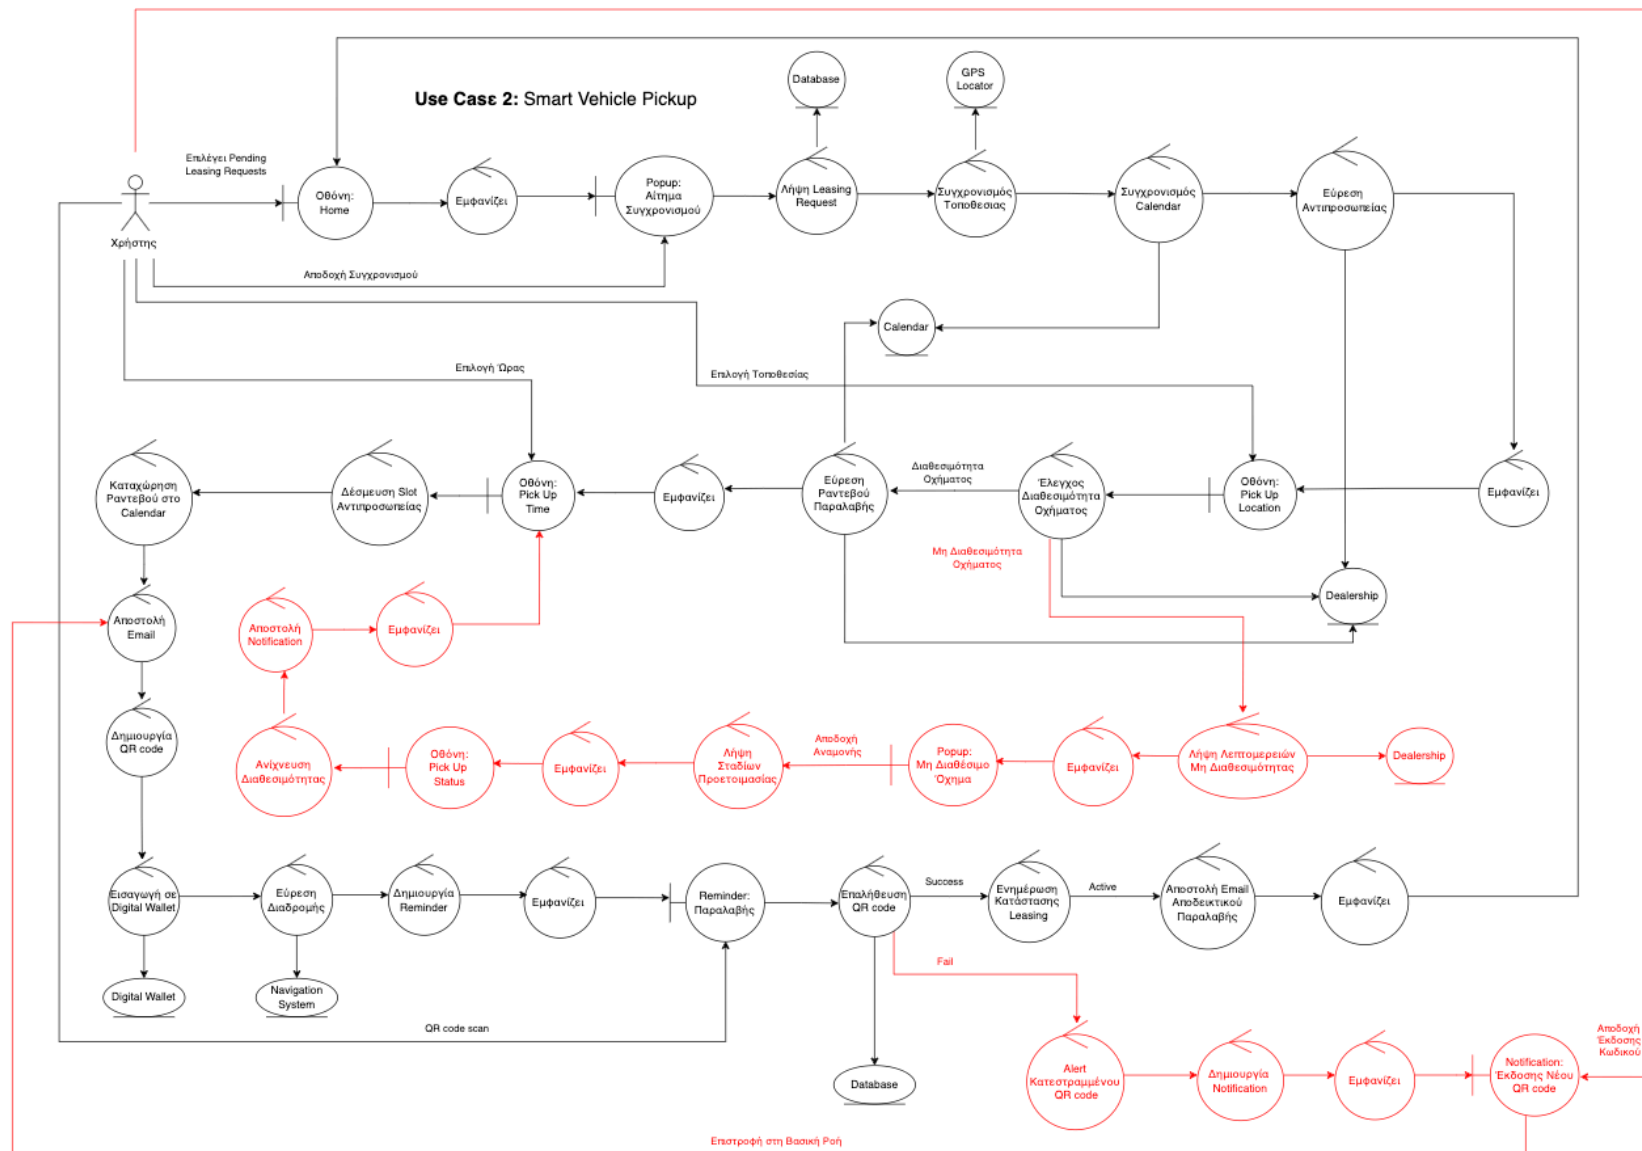 Use Casε 2: Smart Vehicle Pickup
Database
GPS
Locator
Επιλέγει Pending
Leasing Requests
Χρήστης
Οθόνη:
Home
Εμφανίζει
Popup:
Αίτημα
Συγχρονισμού
Λήψη Leasing
Request
Συγχρονισμός
Τοποθεσιας
Συγχρονισμός
Calendar
Εύρεση
Αντιπροσωπείας
Αποδοχή Συγχρονισμού
Calendar
Επιλογή Ώρας
Επιλογή Τοποθεσίας
Καταχώρηση
Ραντεβού στο
Calendar
Δέσμευση Slot
Αντιπροσωπείας
Οθόνη:
Pick Up
Time
Εμφανίζει
Εύρεση
Ραντεβού
Παραλαβής
Διαθεσιμότητα
Οχήματος
Έλεγχος
Διαθεσιμότητα
Οχήματος
Οθόνη:
Pick Up
Location
Εμφανίζει
Μη Διαθεσιμότητα
Οχήματος
Dealership
Αποστολή
Email
Αποστολή
Notification
Εμφανίζει
Δημιουργία
QR code
Ανίχνευση
Διαθεσιμότητας
Οθόνη:
Pick Up
Status
Εμφανίζει
Λήψη
Σταδίων
Προετοιμασίας
Αποδοχή
Αναμονής
Popup:
Μη Διαθέσιμο
Όχημα
Εμφανίζει
Λήψη Λεπτομερειών
Μη Διαθεσιμότητας
Dealership
Εισαγωγή σε
Digital Wallet
Εύρεση
Διαδρομής
Δημιουργία
Reminder
Εμφανίζει
Reminder:
Παραλαβής
Επαλήθευση
QR code
Success
Ενημέρωση
Κατάστασης
Leasing
Active
Αποστολή Email
Αποδεικτικού
Παραλαβής
Εμφανίζει
Digital Wallet
Navigation
System
Fail
QR code scan
Database
Alert
Κατεστραμμένου
QR code
Δημιουργία
Notification
Εμφανίζει
Notification:
Έκδοσης Νέου
QR code
Αποδοχή
Έκδοσης
Κωδικού
Επιστροφή στη Βασική Ροή